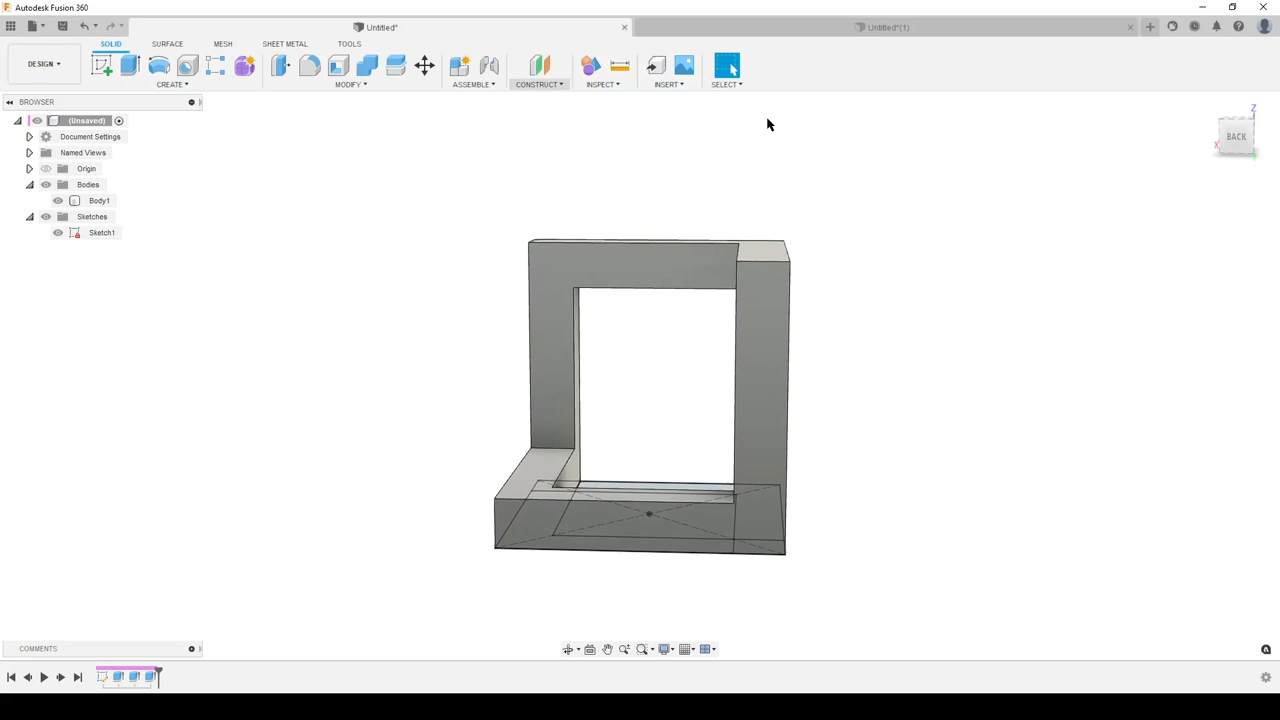 Autodesk Fusion 360
Untitled*
Untitled*(1)
DESIGN
SOLID
SURFACE
MESH
SHEET METAL
TOOLS
CREATE
MODIFY
ASSEMBLE
CONSTRUCT
INSPECT
INSERT
SELECT
BROWSER
(Unsaved)
Document Settings
Named Views
Origin
Bodies
Body1
Sketches
Sketch1
Z
BACK
X
COMMENTS